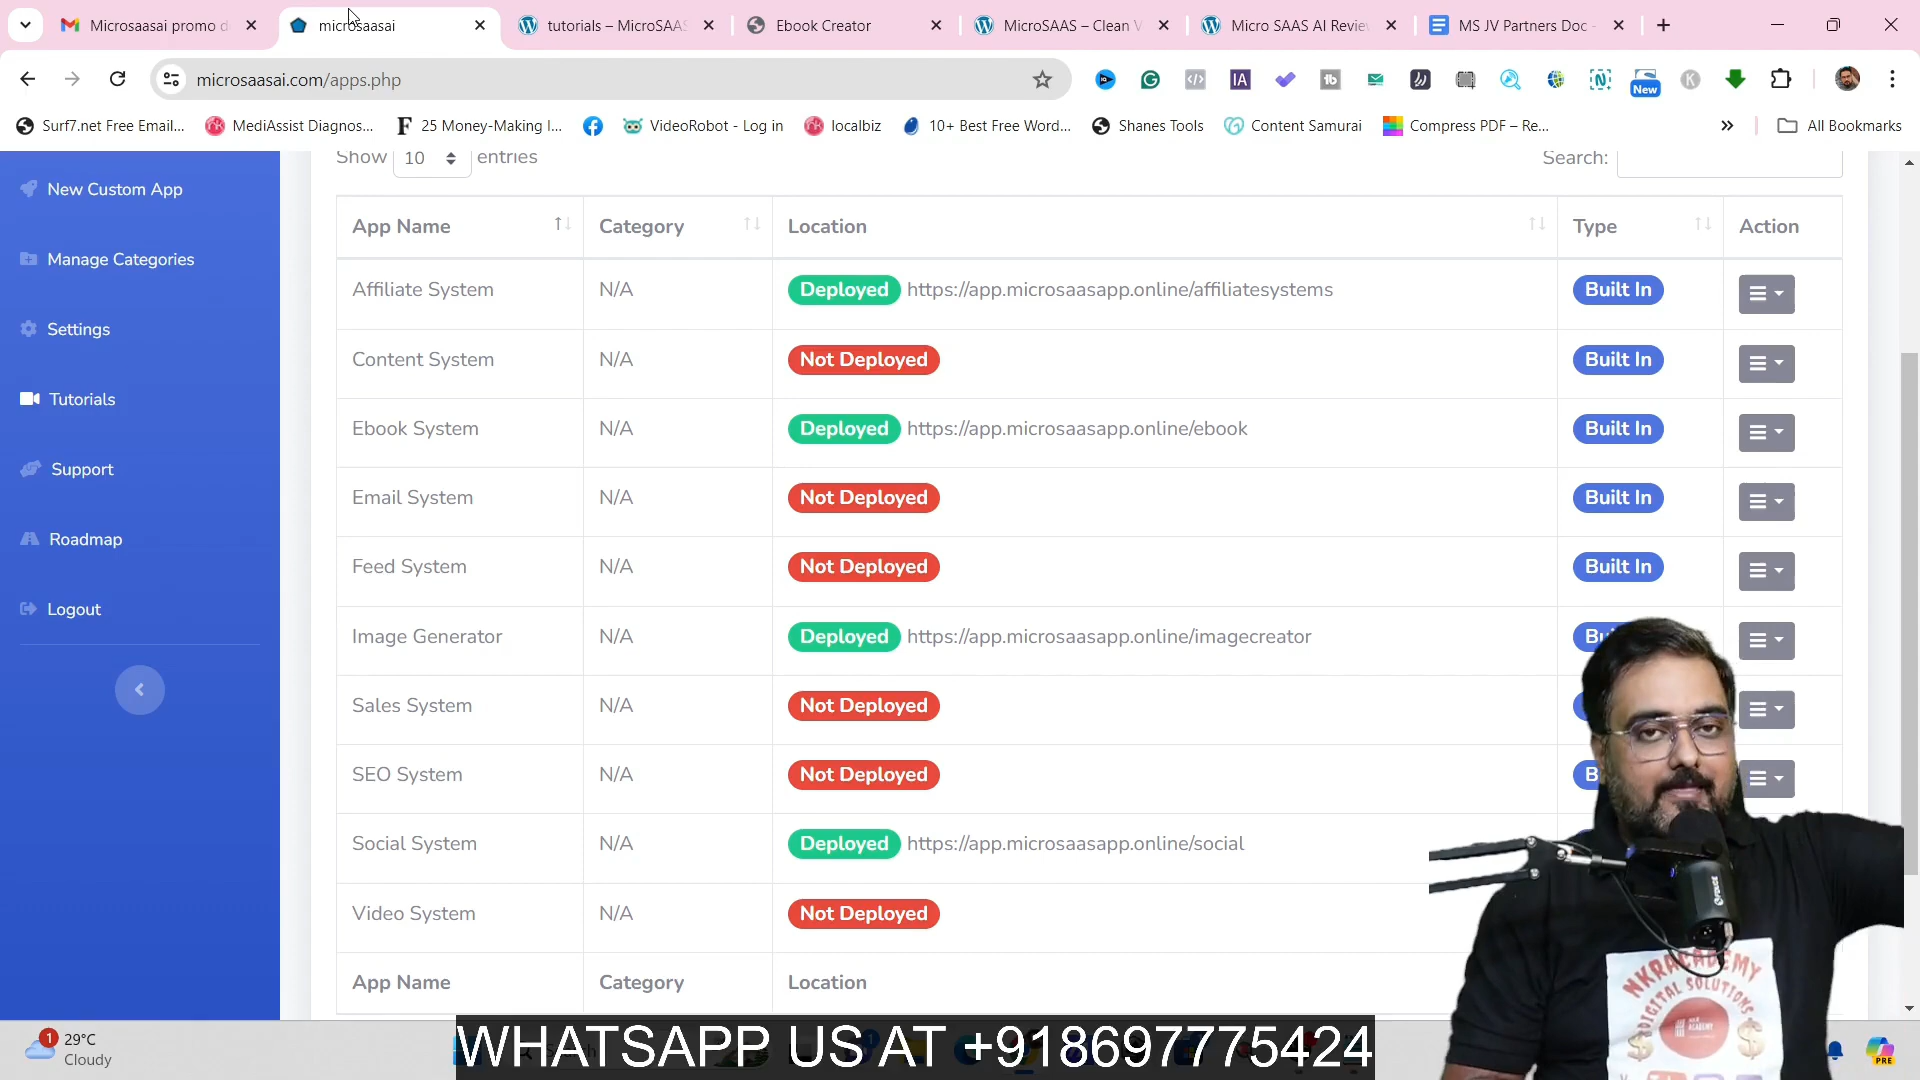 Microsaasai promo d
microsaasai
tutorials – MicroSAAS
Ebook Creator
MicroSAAS – Clean V
Micro SAAS AI Revie
MS JV Partners Doc -
microsaasai.com/apps.php
IA
New
K
Surf7.net Free Email...
MediAssist Diagnos...
25 Money-Making I...
VideoRobot - Log in
localbiz
10+ Best Free Word...
Shanes Tools
Content Samurai
Compress PDF – Re...
All Bookmarks
New Custom App
Manage Categories
Settings
Tutorials
Support
Roadmap
Logout
Show 10 entries
Search:
App Name Category Location Type Action
Affiliate System N/A Deployed https://app.microsaasapp.online/affiliatesystems Built In
Content System N/A Not Deployed Built In
Ebook System N/A Deployed https://app.microsaasapp.online/ebook Built In
Email System N/A Not Deployed Built In
Feed System N/A Not Deployed Built In
Image Generator N/A Deployed https://app.microsaasapp.online/imagecreator
Sales System N/A Not Deployed
SEO System N/A Not Deployed
Social System N/A Deployed https://app.microsaasapp.online/social
Video System N/A Not Deployed
App Name Category Location
NKRACADEMY
DIGITAL SOLUTIONS
1
29°C
Cloudy
WHATSAPP US AT +918697775424
PRE